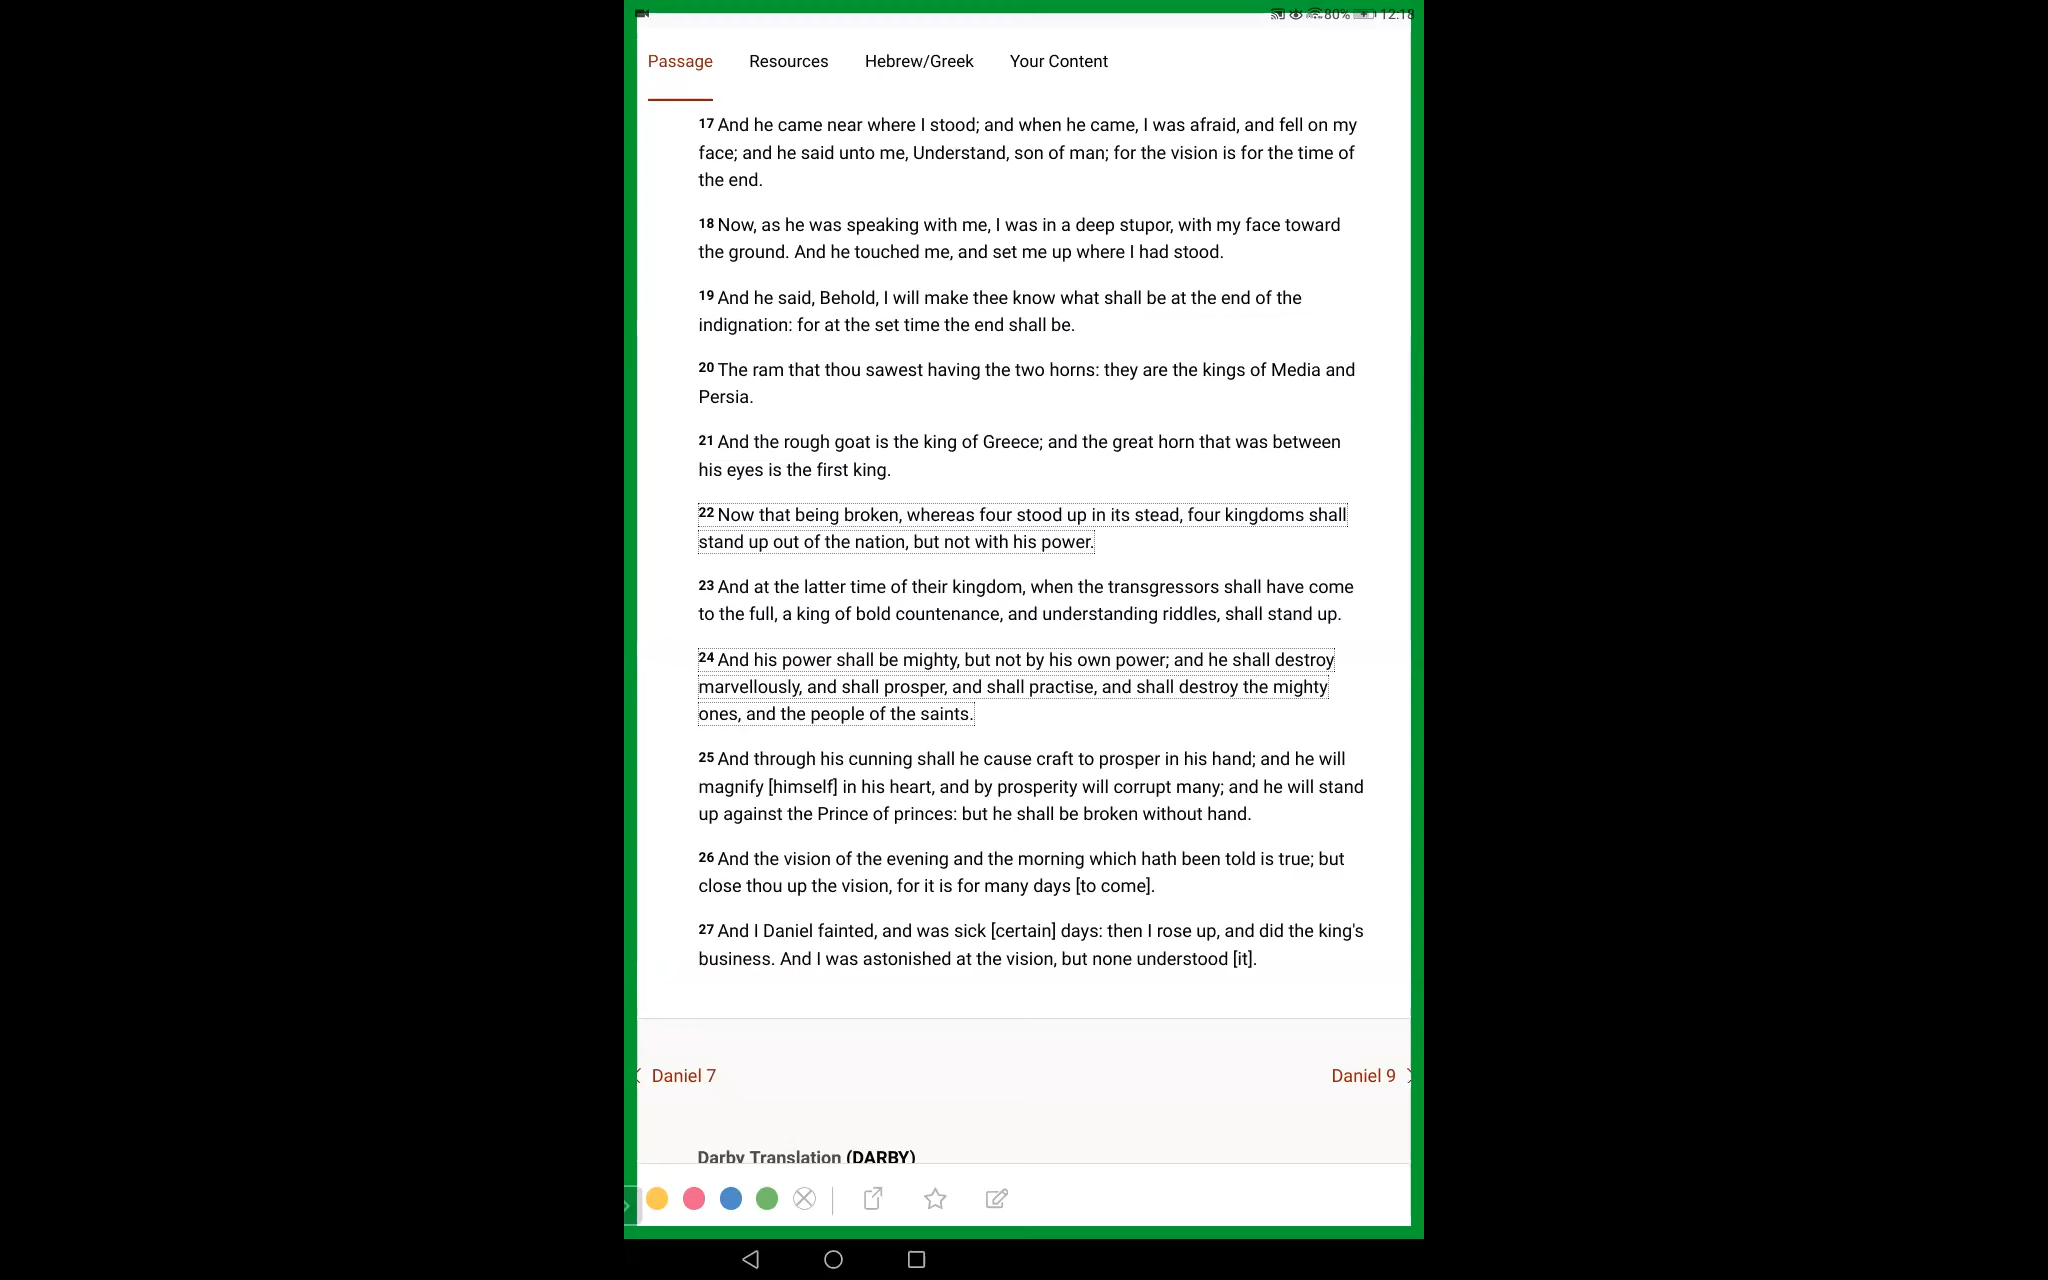 80% 12:18
Passage Resources Hebrew/Greek Your Content
17 And he came near where I stood; and when he came, I was afraid, and fell on my
face; and he said unto me, Understand, son of man; for the vision is for the time of
the end.
18 Now, as he was speaking with me, I was in a deep stupor, with my face toward
the ground. And he touched me, and set me up where I had stood.
19 And he said, Behold, I will make thee know what shall be at the end of the
indignation: for at the set time the end shall be.
20 The ram that thou sawest having the two horns: they are the kings of Media and
Persia.
21 And the rough goat is the king of Greece; and the great horn that was between
his eyes is the first king.
22 Now that being broken, whereas four stood up in its stead, four kingdoms shall
stand up out of the nation, but not with his power.
23 And at the latter time of their kingdom, when the transgressors shall have come
to the full, a king of bold countenance, and understanding riddles, shall stand up.
24 And his power shall be mighty, but not by his own power; and he shall destroy
marvellously, and shall prosper, and shall practise, and shall destroy the mighty
ones, and the people of the saints.
25 And through his cunning shall he cause craft to prosper in his hand; and he will
magnify [himself] in his heart, and by prosperity will corrupt many; and he will stand
up against the Prince of princes: but he shall be broken without hand.
26 And the vision of the evening and the morning which hath been told is true; but
close thou up the vision, for it is for many days [to come].
27 And I Daniel fainted, and was sick [certain] days: then I rose up, and did the king's
business. And I was astonished at the vision, but none understood [it].
Daniel 7 Daniel 9
Darby Translation (DARBY)